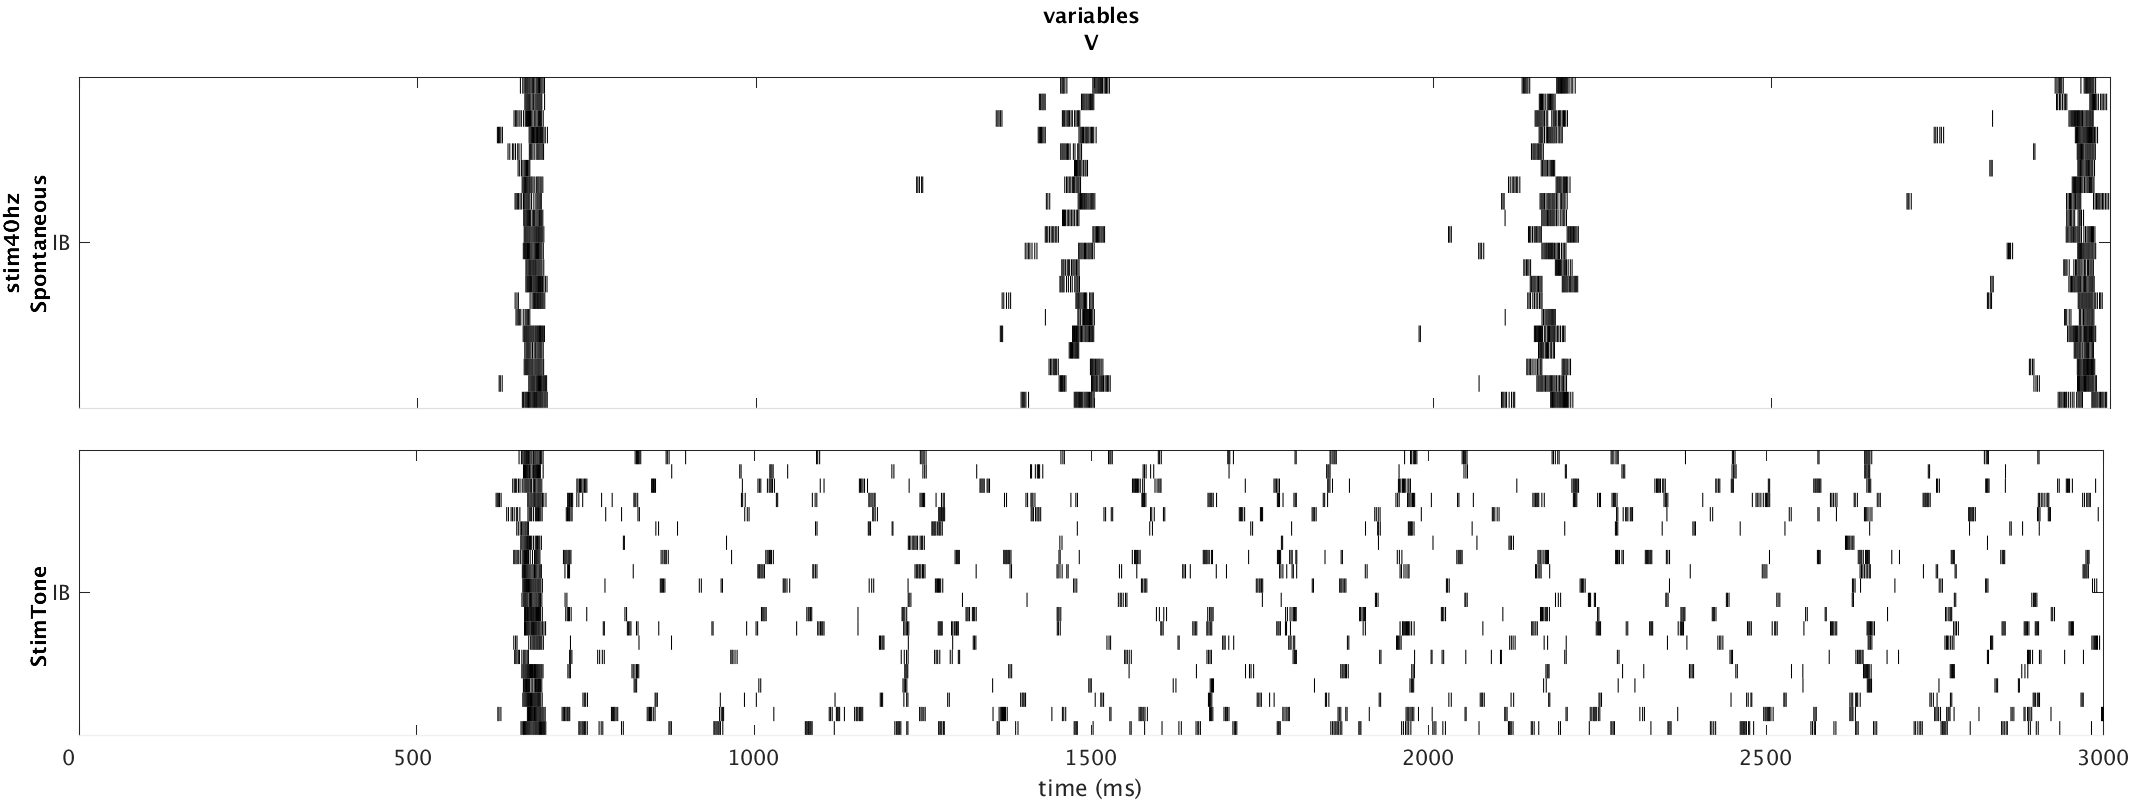 variables
V
stim40hz
Spontaneous
IB
StimTone
IB
0 500 1000 1500 2000 2500 3000
time (ms)